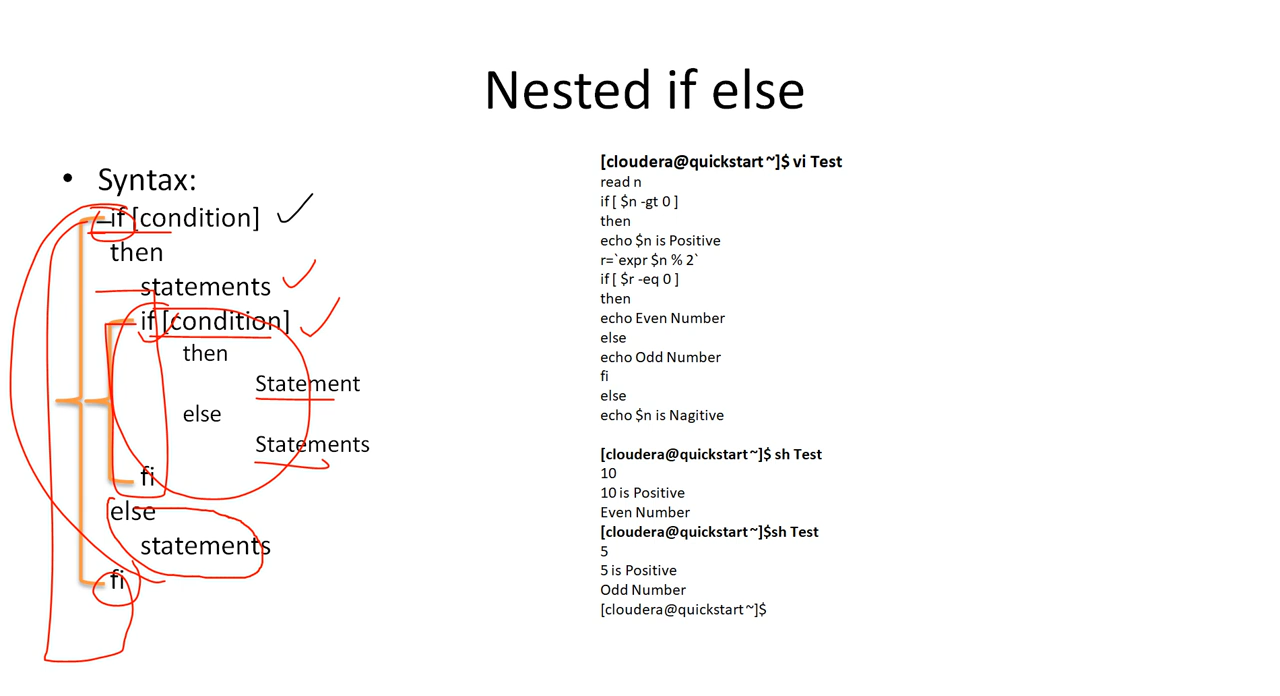 Nested if else
• Syntax:
if [condition]
then
statements
if [condition]
then
Statement
else
Statements
fi
else
statements
fi
[cloudera@quickstart ~]$ vi Test
read n
if [ $n -gt 0 ]
then
echo $n is Positive
r=`expr $n % 2`
if [ $r -eq 0 ]
then
echo Even Number
else
echo Odd Number
fi
else
echo $n is Nagitive
[cloudera@quickstart ~]$ sh Test
10
10 is Positive
Even Number
[cloudera@quickstart ~]$sh Test
5
5 is Positive
Odd Number
[cloudera@quickstart ~]$